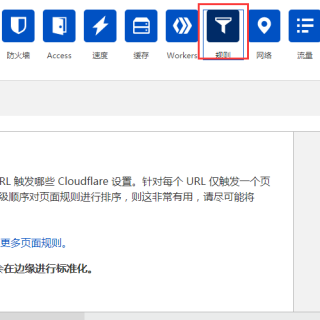 防火墙 Access 速度 缓存 Workers 规则 网络 流量
RL 触发哪些 Cloudflare 设置。针对每个 URL 仅触发一个页
级顺序对页面规则进行排序，则这非常有用，请尽可能将
更多页面规则。
在边缘进行标准化。